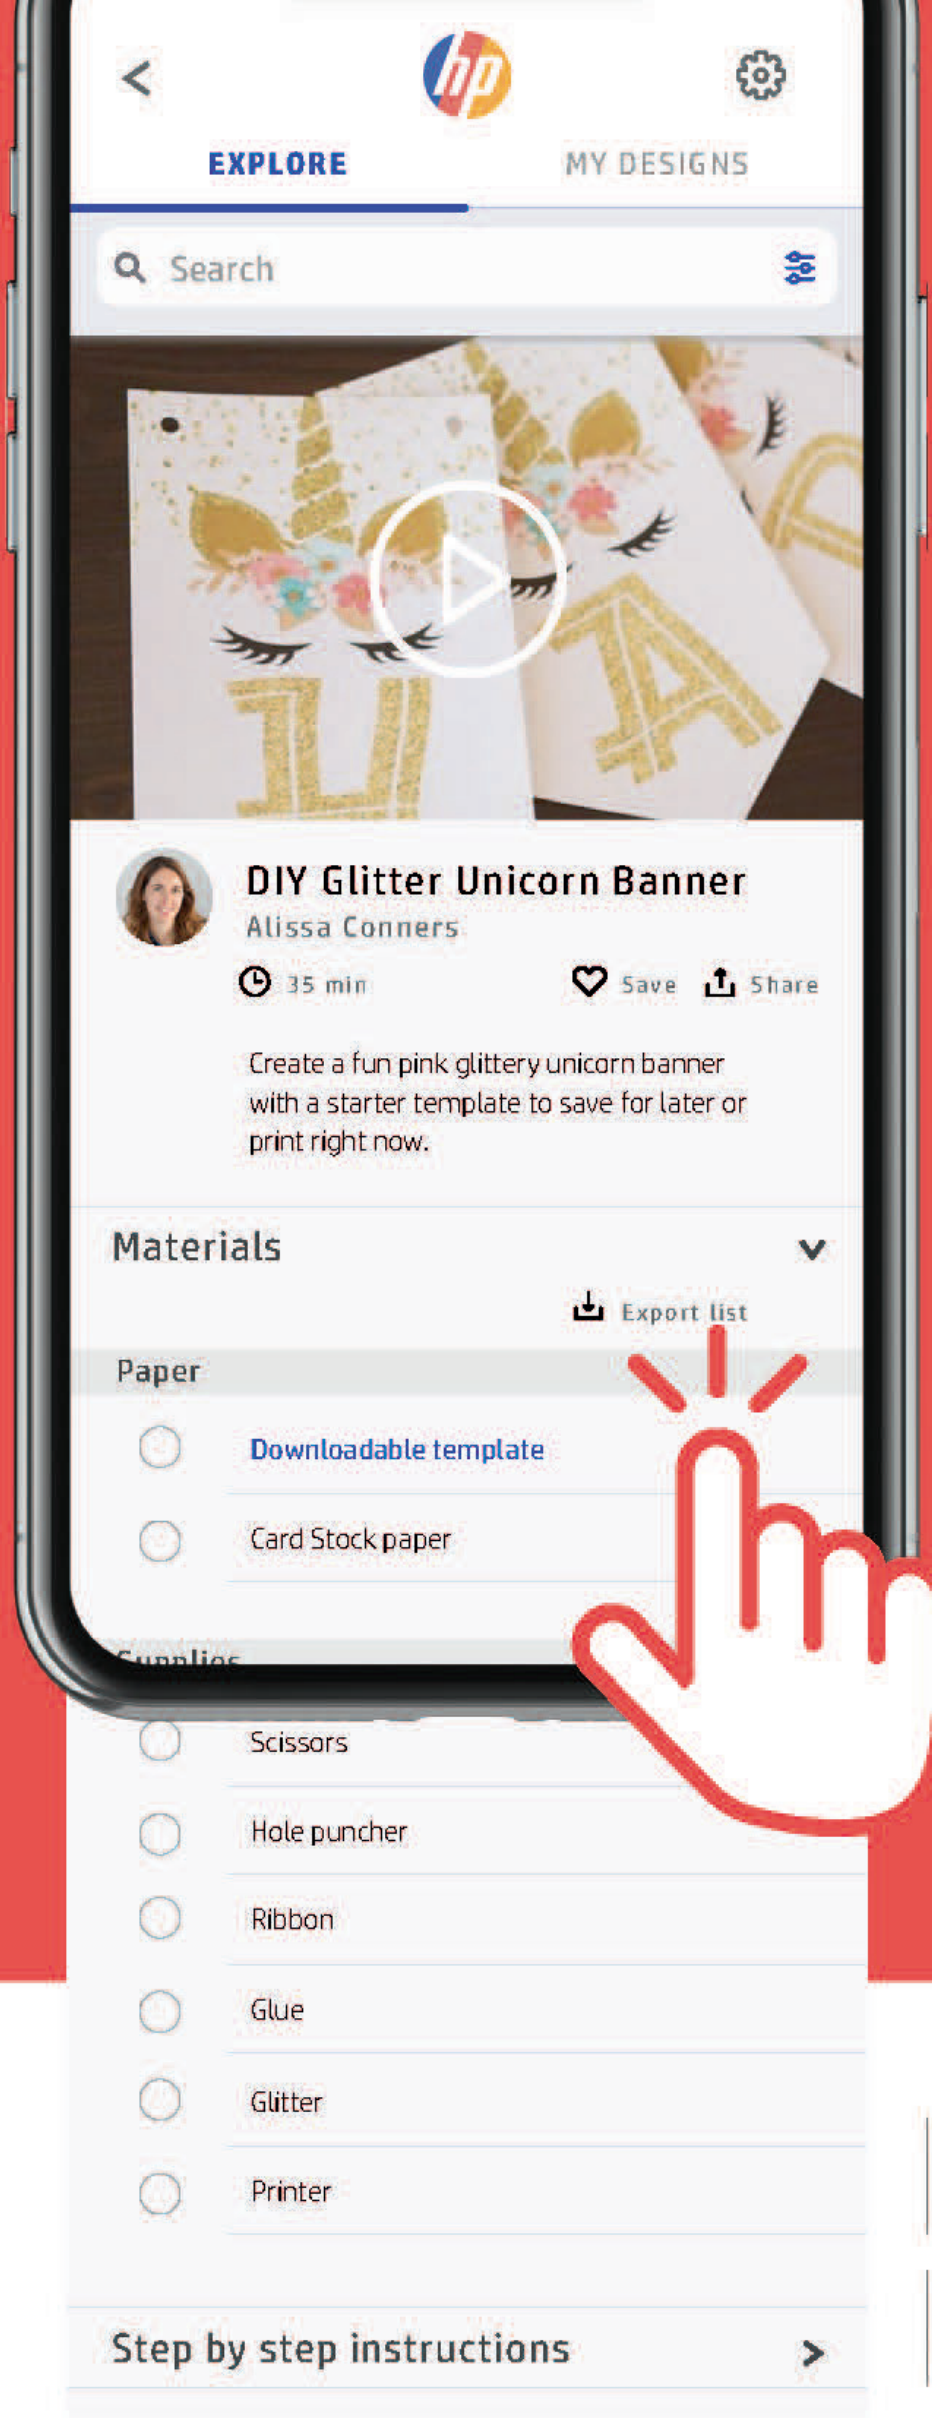 hp
EXPLORE
MY DESIGNS
Search
U
A
DIY Glitter Unicorn Banner
Alissa Conners
35 min
Save
Share
Create a fun pink glittery unicorn banner
with a starter template to save for later or
print right now.
Materials
Export list
Paper
Downloadable template
Card Stock paper
Supplies
Scissors
Hole puncher
Ribbon
Glue
Glitter
Printer
Step by step instructions